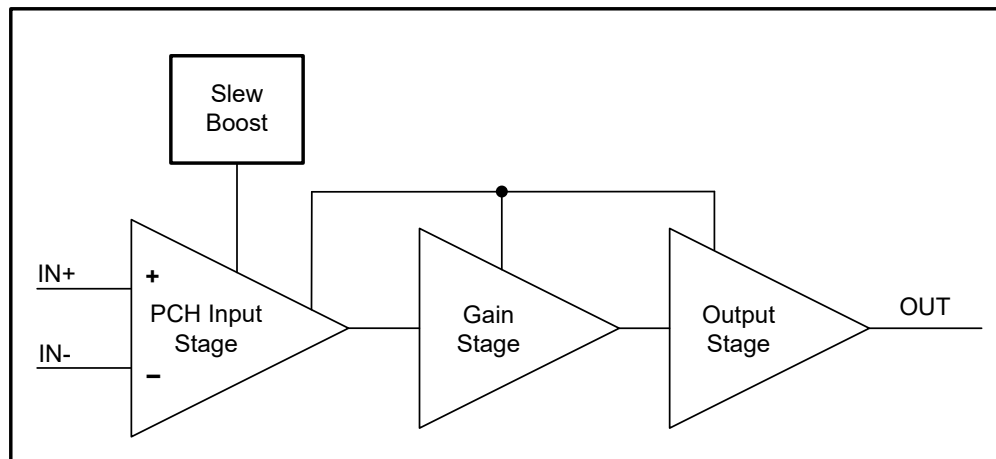 Slew
Boost
IN+
+
PCH Input
Stage
IN-
−
Gain
Stage
Output
Stage
OUT